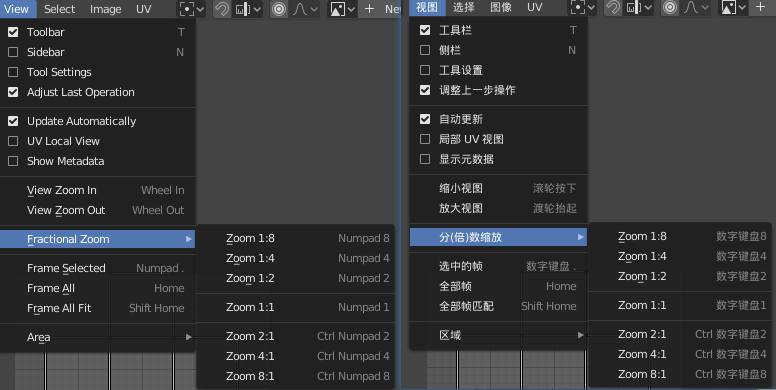 View Select Image UV Nev
Toolbar T
Sidebar N
Tool Settings
Adjust Last Operation
Update Automatically
UV Local View
Show Metadata
View Zoom In Wheel In
View Zoom Out Wheel Out
Fractional Zoom
Zoom 1:8 Numpad 8
Zoom 1:4 Numpad 4
Zoom 1:2 Numpad 2
Zoom 1:1 Numpad 1
Zoom 2:1 Ctrl Numpad 2
Zoom 4:1 Ctrl Numpad 4
Zoom 8:1 Ctrl Numpad 8
Frame Selected Numpad .
Frame All Home
Frame All Fit Shift Home
Area
视图 选择 图像 UV
工具栏 T
侧栏 N
工具设置
调整上一步操作
自动更新
局部 UV 视图
显示元数据
缩小视图 滚轮按下
放大视图 渡轮抬起
分(倍)数缩放
Zoom 1:8 数字键盘8
Zoom 1:4 数字键盘4
Zoom 1:2 数字键盘2
Zoom 1:1 数字键盘1
Zoom 2:1 Ctrl 数字键盘2
Zoom 4:1 Ctrl 数字键盘4
Zoom 8:1 Ctrl 数字键盘8
选中的帧 数字键盘 .
全部帧 Home
全部帧匹配 Shift Home
区域